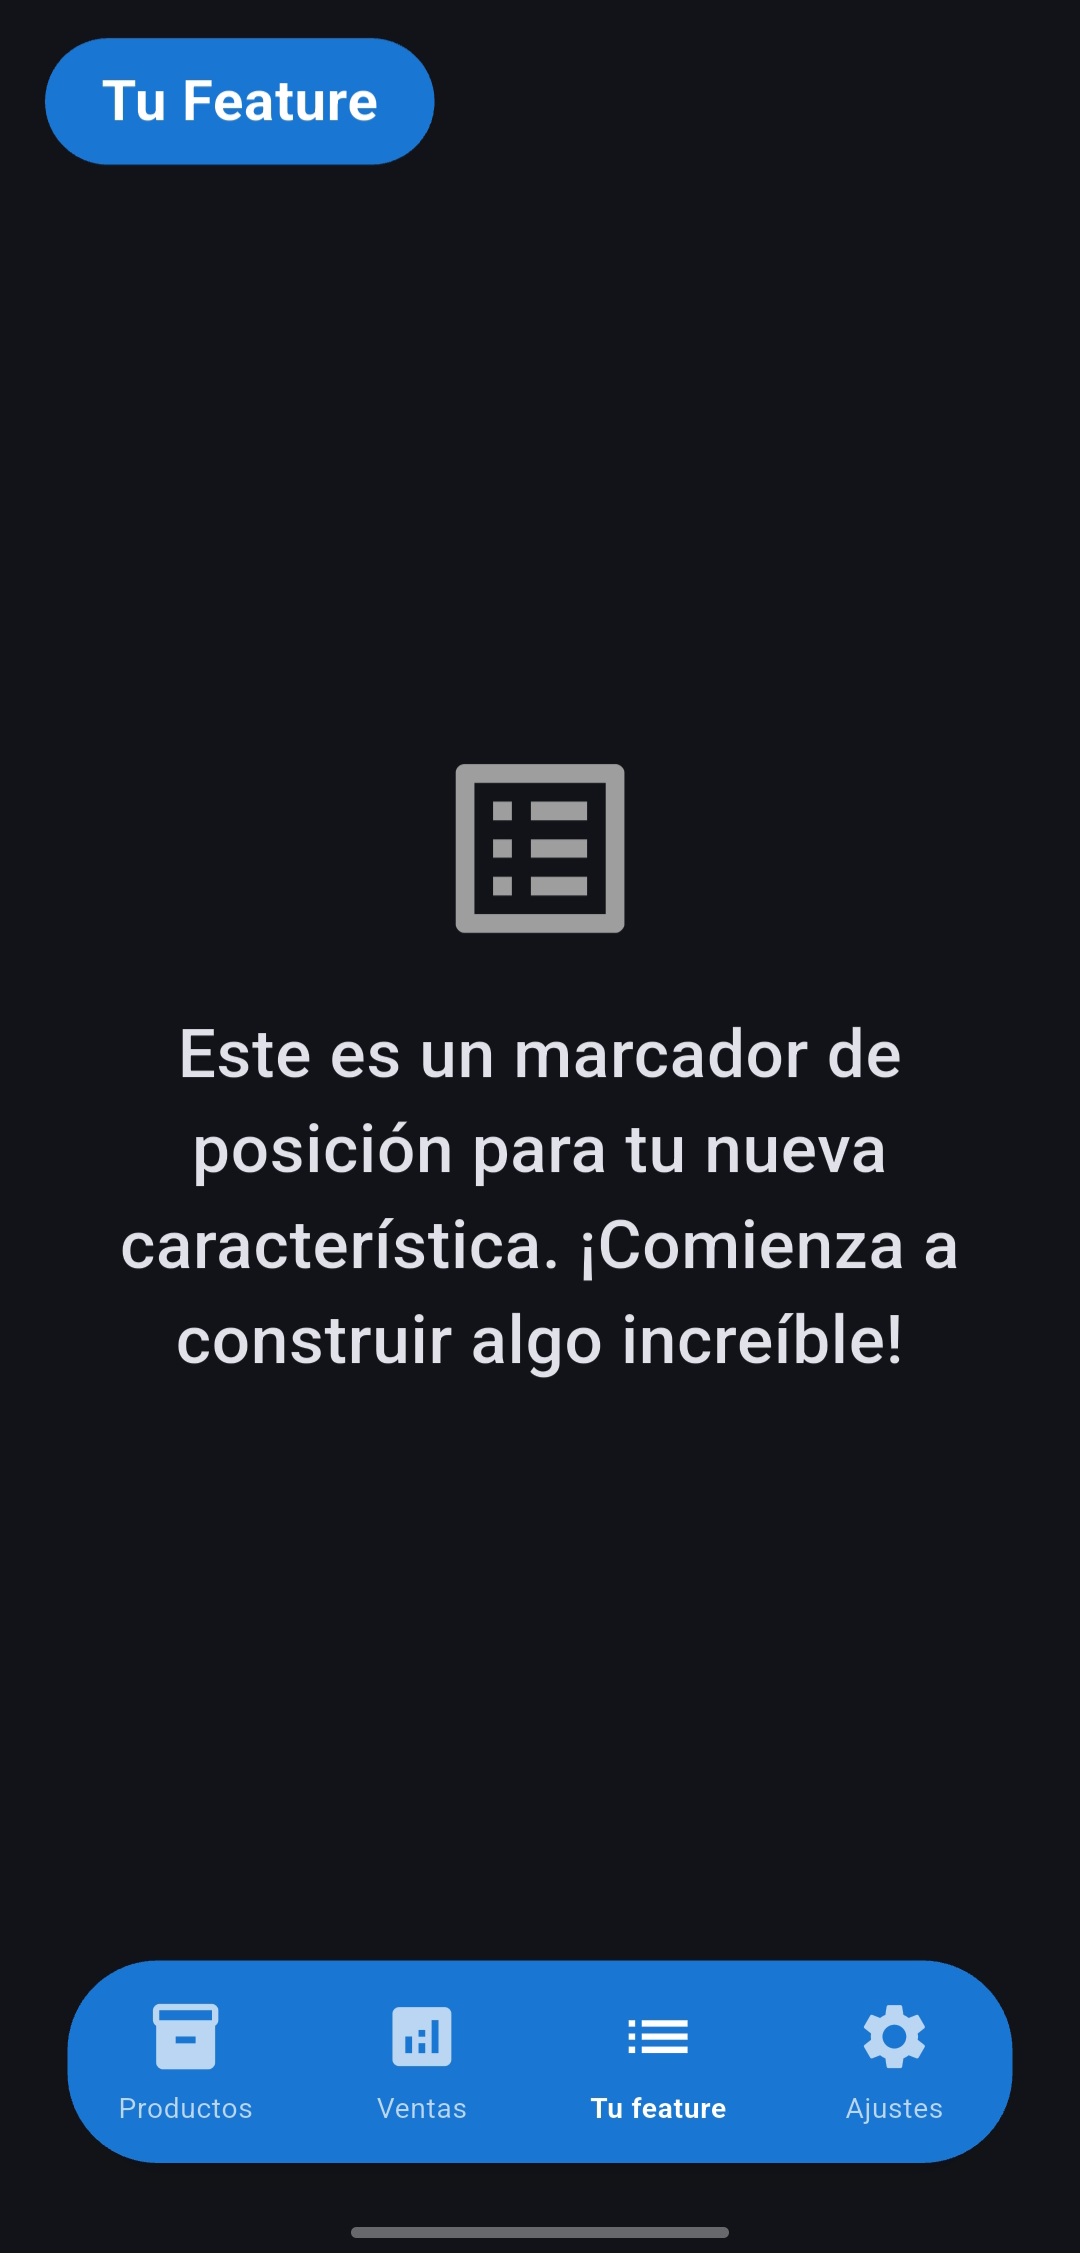 Tu Feature
Este es un marcador de
posición para tu nueva
característica. ¡Comienza a
construir algo increíble!
Productos
Ventas
Tu feature
Ajustes